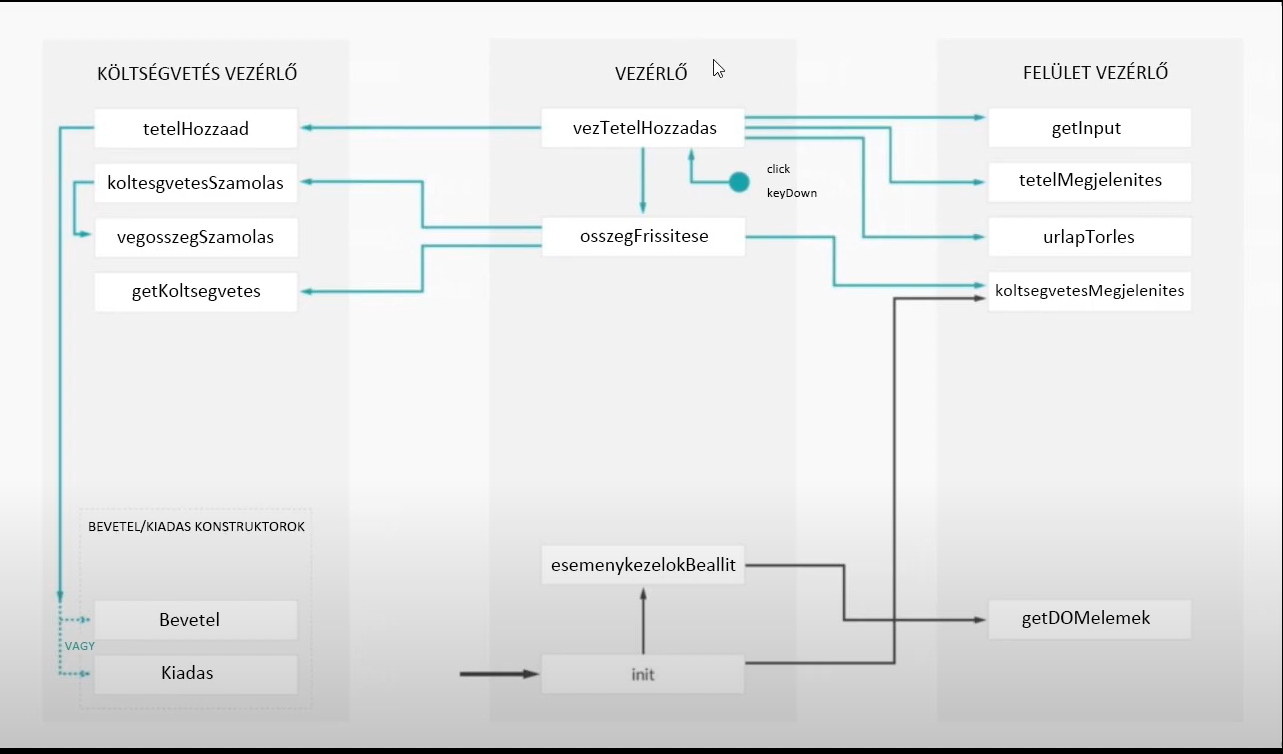 KÖLTSÉGVETÉS VEZÉRLŐ
tetelHozzaad
koltesgvetesSzamolas
vegosszegSzamolas
getKoltsegvetes
BEVETEL/KIADAS KONSTRUKTOROK
Bevetel
VAGY
Kiadas
VEZÉRLŐ
vezTetelHozzadas
click
keyDown
osszegFrissitese
esemenykezelokBeallit
init
FELÜLET VEZÉRLŐ
getInput
tetelMegjelenites
urlapTorles
koltsegvetesMegjelenites
getDOMelemek